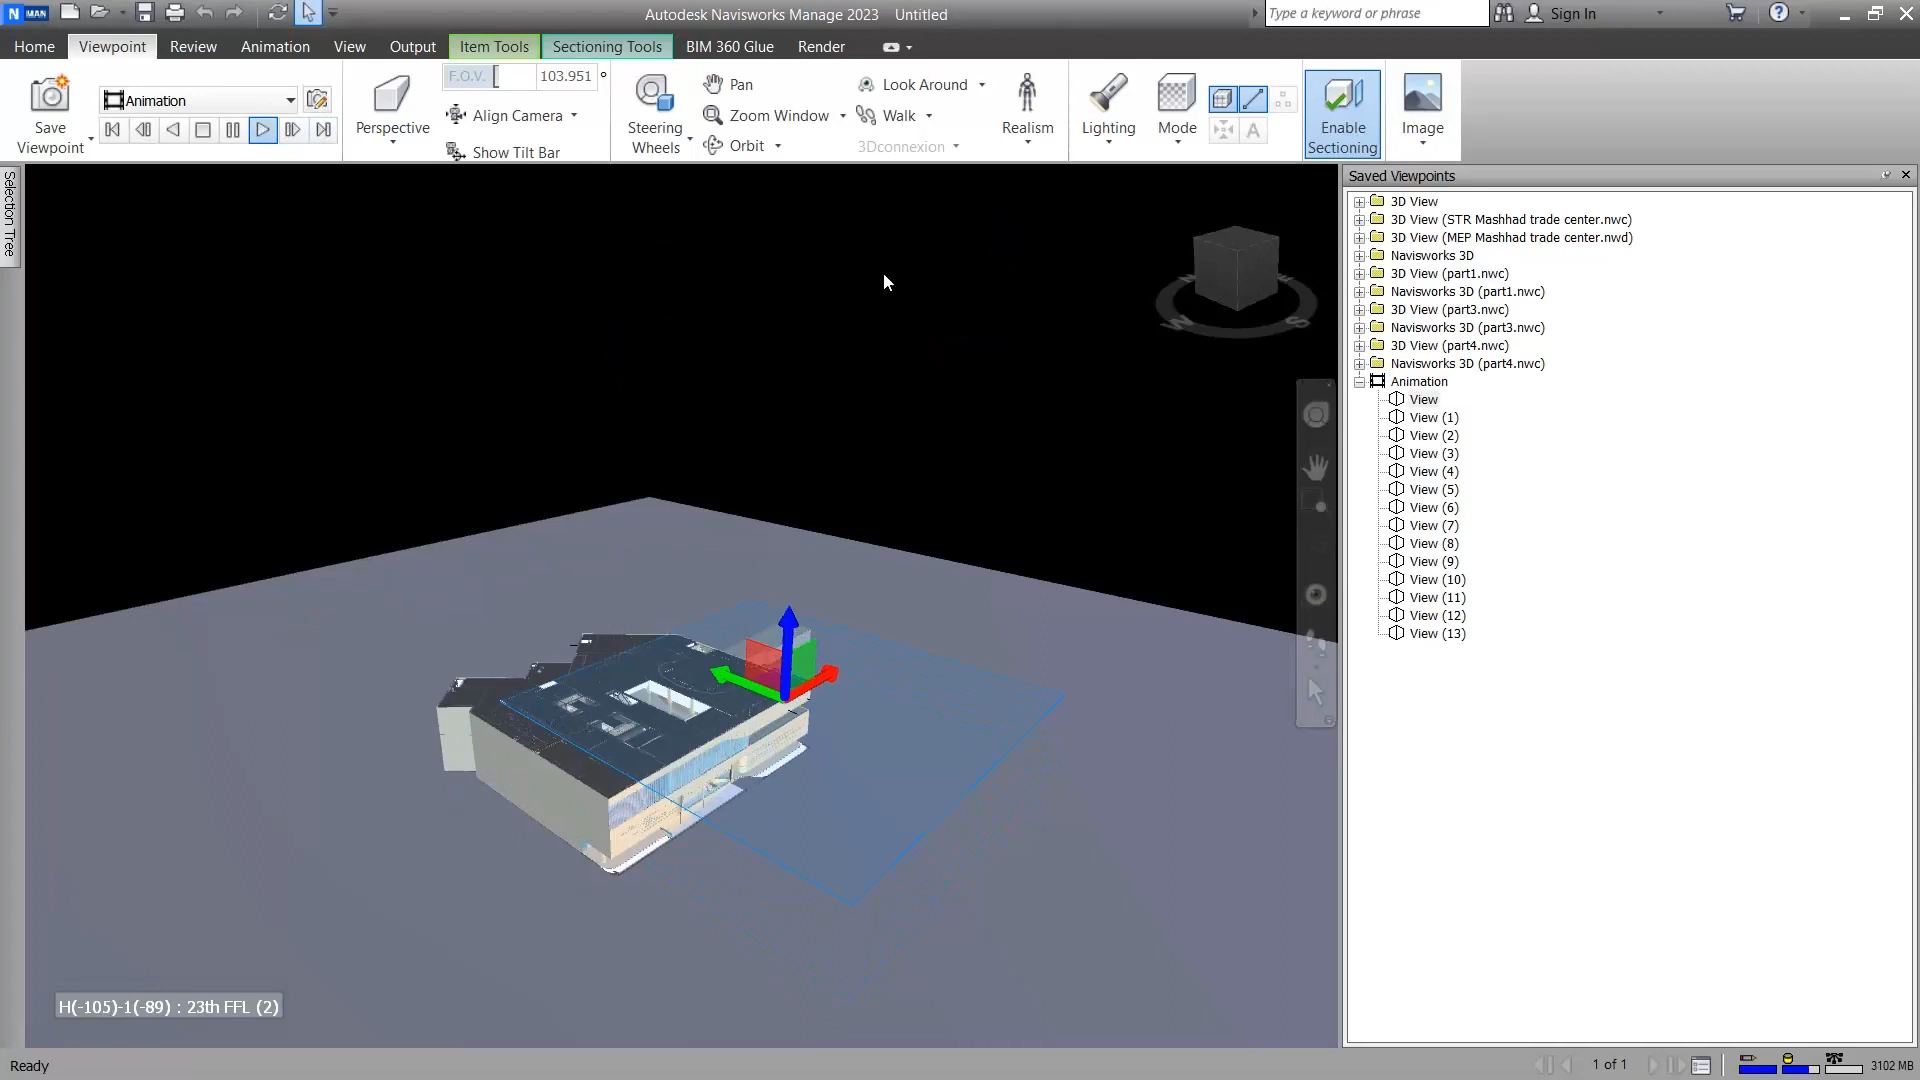 N MAN
Autodesk Navisworks Manage 2023 Untitled
Type a keyword or phrase
Sign In
Home Viewpoint Review Animation View Output Item Tools Sectioning Tools BIM 360 Glue Render
Save Viewpoint
Animation
Perspective
F.O.V. 103.951 °
Align Camera
Show Tilt Bar
Steering Wheels
Pan
Zoom Window
Orbit
Look Around
Walk
3Dconnexion
Realism
Lighting
Mode
A
Enable Sectioning
Image
Selection Tree
Saved Viewpoints
3D View
3D View (STR Mashhad trade center.nwc)
3D View (MEP Mashhad trade center.nwd)
Navisworks 3D
3D View (part1.nwc)
Navisworks 3D (part1.nwc)
3D View (part3.nwc)
Navisworks 3D (part3.nwc)
3D View (part4.nwc)
Navisworks 3D (part4.nwc)
Animation
View
View (1)
View (2)
View (3)
View (4)
View (5)
View (6)
View (7)
View (8)
View (9)
View (10)
View (11)
View (12)
View (13)
W S
H(-105)-1(-89) : 23th FFL (2)
Ready
1 of 1
3102 MB